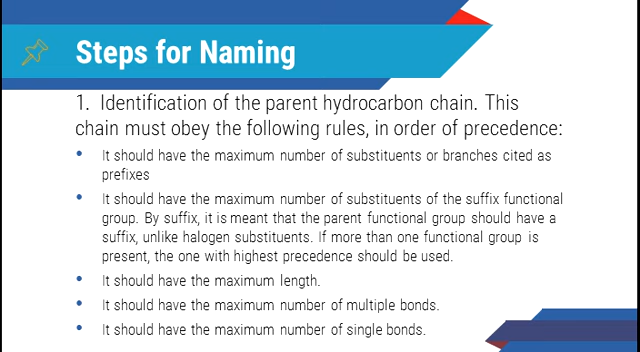 Steps for Naming
1. Identification of the parent hydrocarbon chain. This
chain must obey the following rules, in order of precedence:
• It should have the maximum number of substituents or branches cited as
prefixes
• It should have the maximum number of substituents of the suffix functional
group. By suffix, it is meant that the parent functional group should have a
suffix, unlike halogen substituents. If more than one functional group is
present, the one with highest precedence should be used.
• It should have the maximum length.
• It should have the maximum number of multiple bonds.
• It should have the maximum number of single bonds.